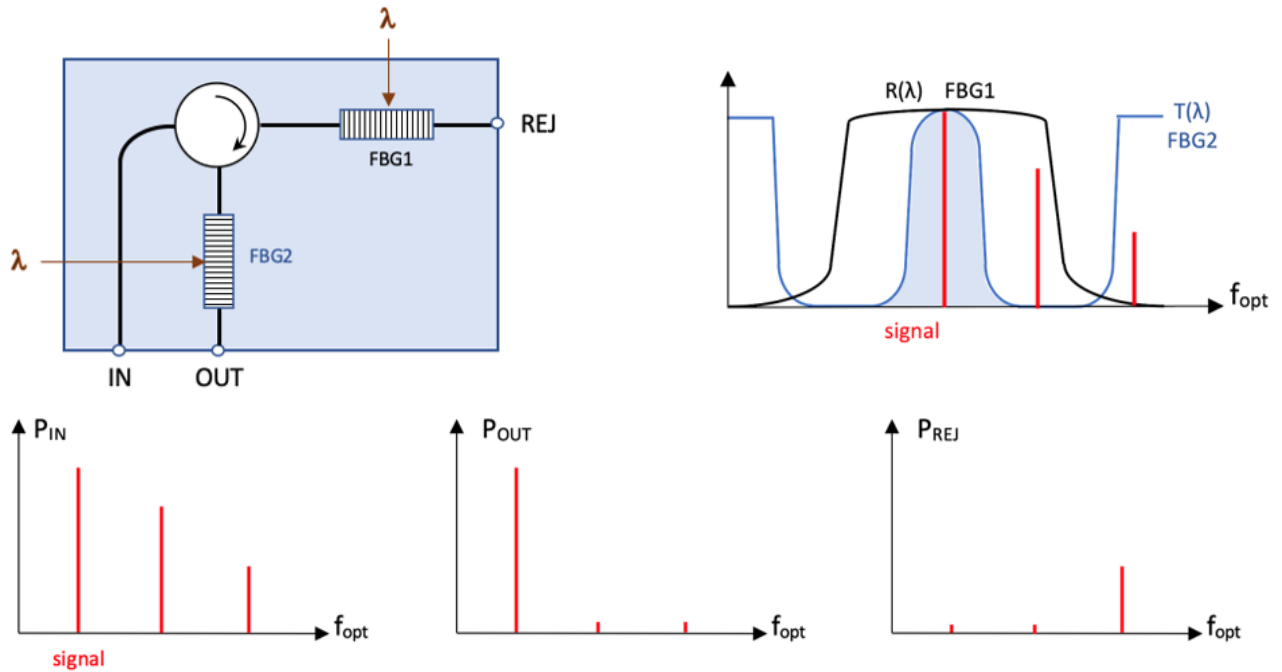 λ
REJ
FBG1
λ
FBG2
IN OUT
R(λ) FBG1
T(λ)
FBG2
f_opt
signal
P_IN
f_opt
signal
P_OUT
f_opt
P_REJ
f_opt